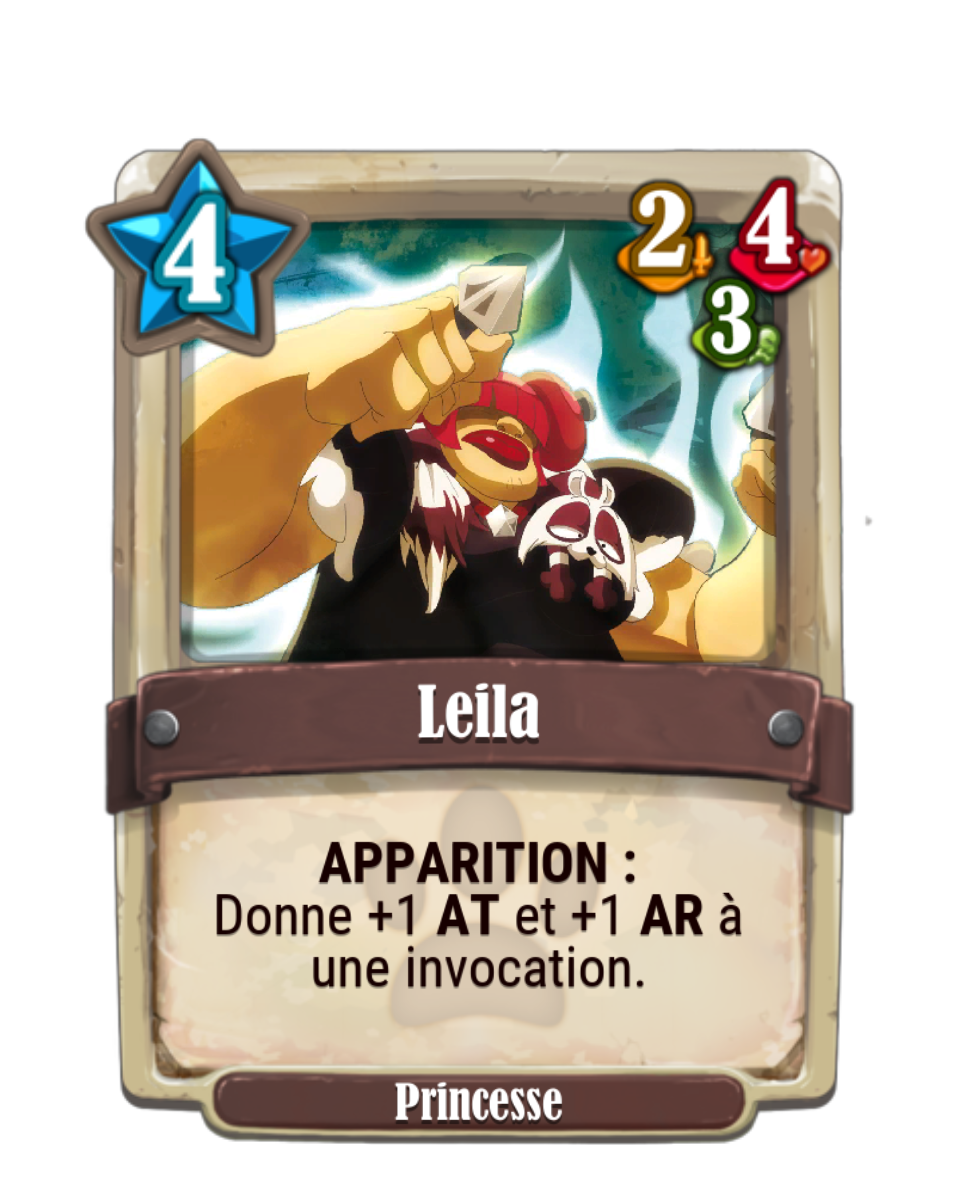 4
2
4
3
Leila
APPARITION :
Donne +1 AT et +1 AR à
une invocation.
Princesse